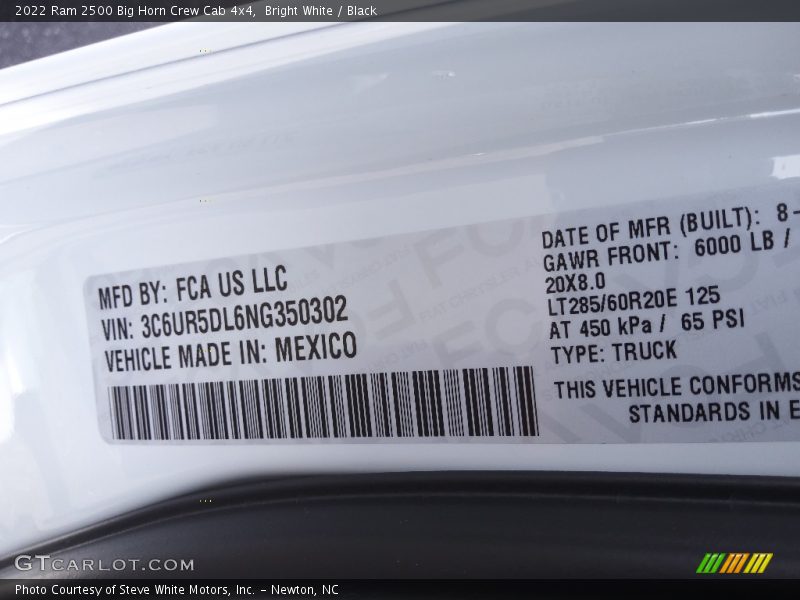 2022 Ram 2500 Big Horn Crew Cab 4x4,  Bright White / Black
MFD BY: FCA US LLC
VIN: 3C6UR5DL6NG350302
VEHICLE MADE IN: MEXICO
DATE OF MFR (BUILT): 8-
GAWR FRONT: 6000 LB /
20X8.0
LT285/60R20E 125
AT 450 kPa / 65 PSI
TYPE: TRUCK
THIS VEHICLE CONFORMS
STANDARDS IN E
GTCARLOT.COM
Photo Courtesy of Steve White Motors, Inc. – Newton, NC